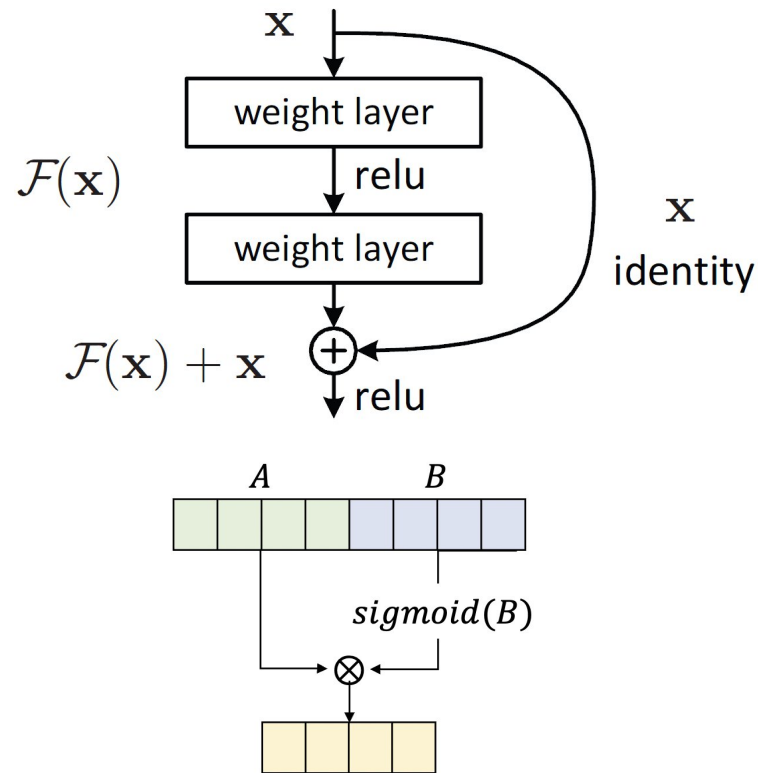 x
weight layer
relu
F(x)
x
weight layer
identity
F(x) + x
relu
A
B
sigmoid(B)